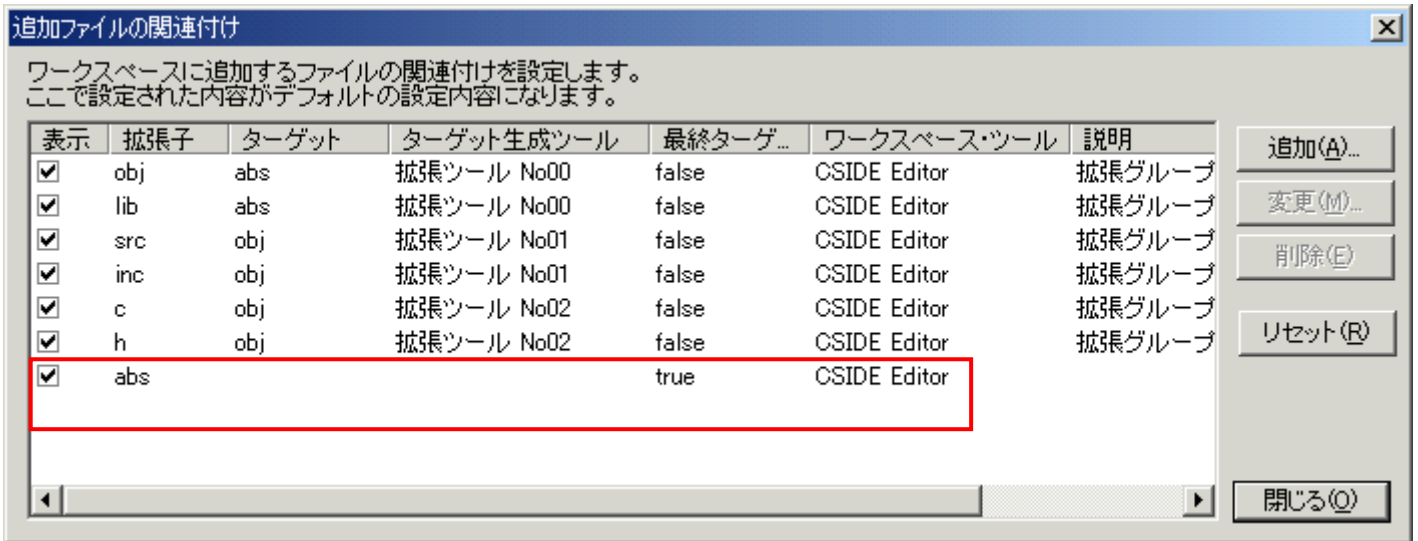 追加ファイルの関連付け
ワークスペースに追加するファイルの関連付けを設定します。
ここで設定された内容がデフォルトの設定内容になります。
表示 拡張子 ターゲット ターゲット生成ツール 最終ターゲ... ワークスペース・ツール 説明
obj abs 拡張ツール No00 false CSIDE Editor 拡張グループ
lib abs 拡張ツール No00 false CSIDE Editor 拡張グループ
src obj 拡張ツール No01 false CSIDE Editor 拡張グループ
inc obj 拡張ツール No01 false CSIDE Editor 拡張グループ
c obj 拡張ツール No02 false CSIDE Editor 拡張グループ
h obj 拡張ツール No02 false CSIDE Editor 拡張グループ
abs true CSIDE Editor
追加(A)...
変更(M)...
削除(E)
リセット(R)
閉じる(O)